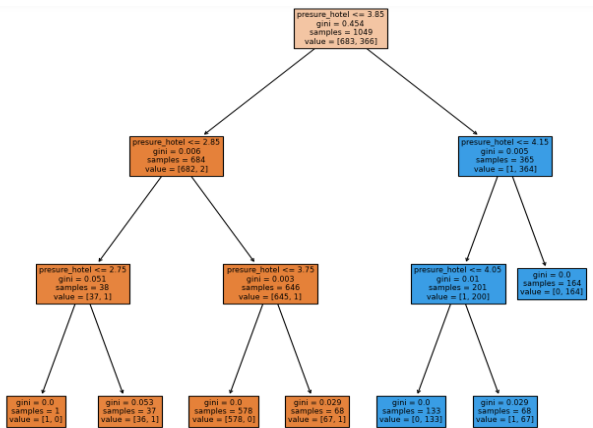 presure_hotel <= 3.85
gini = 0.454
samples = 1049
value = [683, 366]
presure_hotel <= 2.85
gini = 0.006
samples = 684
value = [682, 2]
presure_hotel <= 4.15
gini = 0.005
samples = 365
value = [1, 364]
presure_hotel <= 2.75
gini = 0.051
samples = 38
value = [37, 1]
presure_hotel <= 3.75
gini = 0.003
samples = 646
value = [645, 1]
presure_hotel <= 4.05
gini = 0.01
samples = 201
value = [1, 200]
gini = 0.0
samples = 164
value = [0, 164]
gini = 0.0
samples = 1
value = [1, 0]
gini = 0.053
samples = 37
value = [36, 1]
gini = 0.0
samples = 578
value = [578, 0]
gini = 0.029
samples = 68
value = [67, 1]
gini = 0.0
samples = 133
value = [0, 133]
gini = 0.029
samples = 68
value = [1, 67]